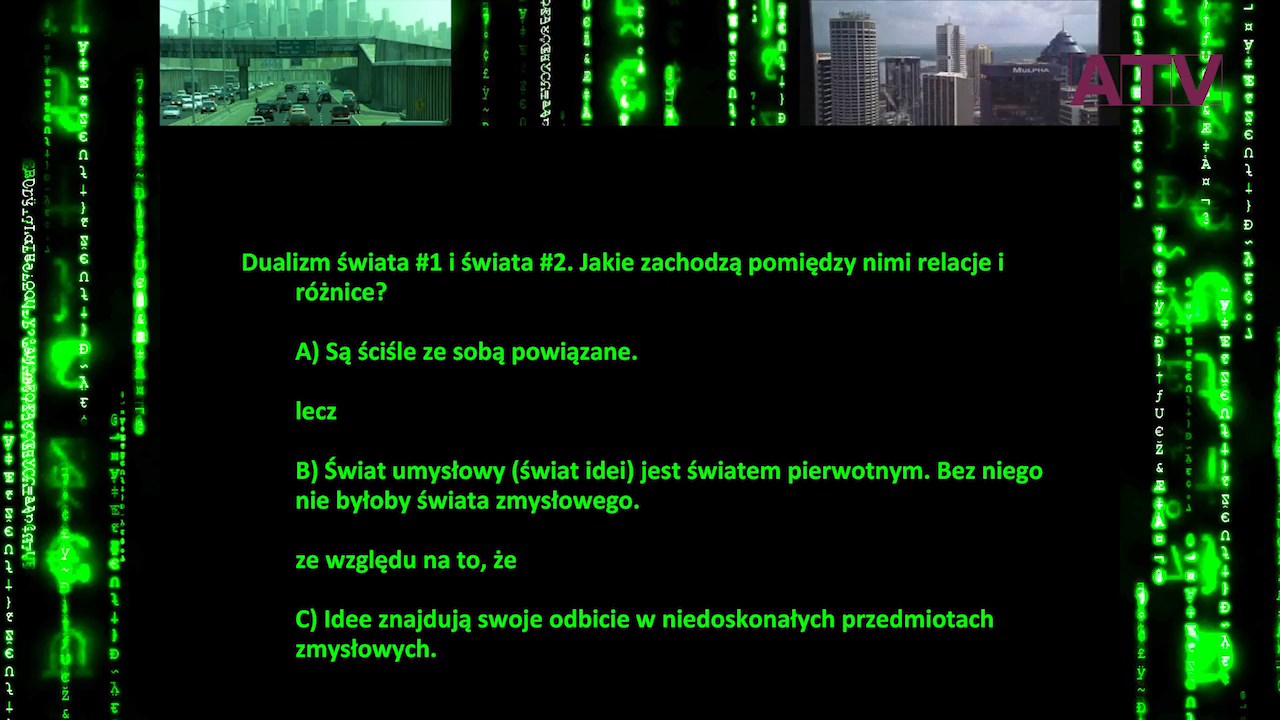 MULPHA
ATV
Dualizm świata #1 i świata #2. Jakie zachodzą pomiędzy nimi relacje i
różnice?
A) Są ściśle ze sobą powiązane.
lecz
B) Świat umysłowy (świat idei) jest światem pierwotnym. Bez niego
nie byłoby świata zmysłowego.
ze względu na to, że
C) Idee znajdują swoje odbicie w niedoskonałych przedmiotach
zmysłowych.